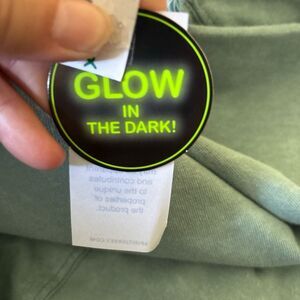 GLOW
IN
THE DARK!
and contributes
to the unique
properties of
the product.